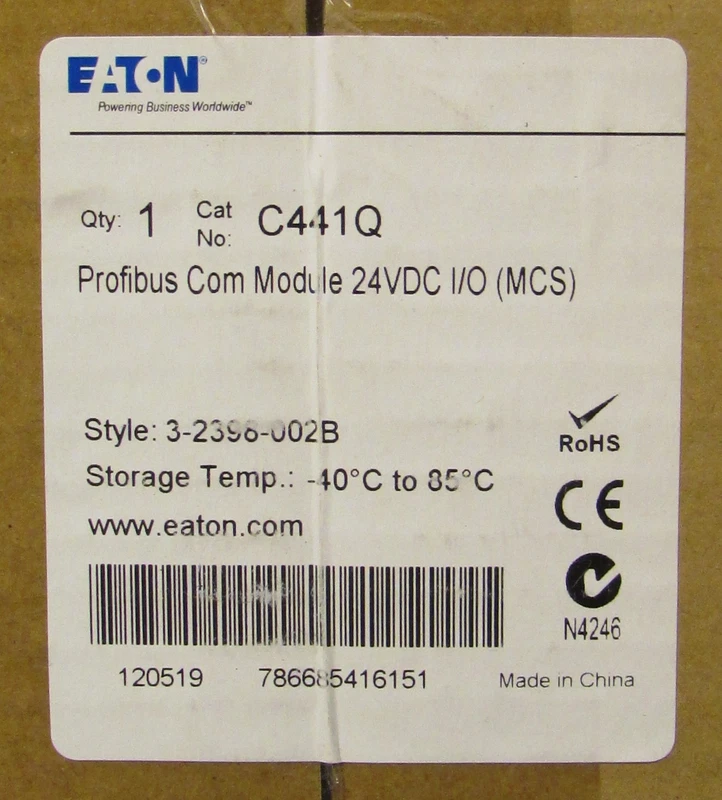 EATON®
Powering Business Worldwide™
Qty: 1 Cat No: C441Q
Profibus Com Module 24VDC I/O (MCS)
Style: 3-2398-002B
Storage Temp.: -40°C to 85°C
www.eaton.com
RoHS
CE
N4246
120519 786685416151 Made in China